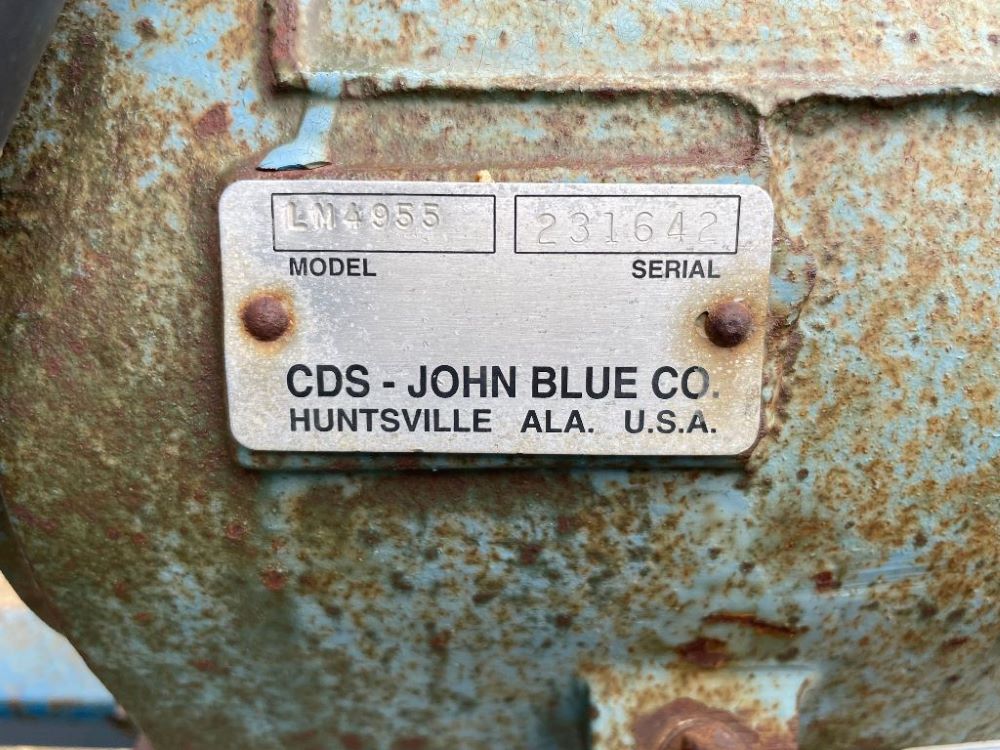 LM4955 231642
MODEL SERIAL
CDS - JOHN BLUE CO.
HUNTSVILLE ALA. U.S.A.